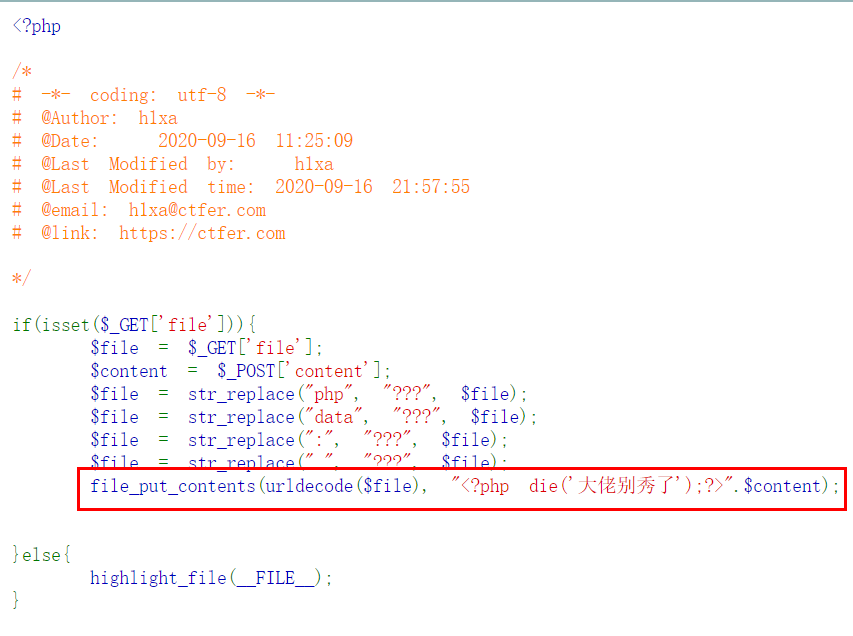 <?php
/*
# -*- coding: utf-8 -*-
# @Author: hlxa
# @Date: 2020-09-16 11:25:09
# @Last Modified by: hlxa
# @Last Modified time: 2020-09-16 21:57:55
# @email: hlxa@ctfer.com
# @link: https://ctfer.com
*/
if(isset($_GET['file'])){
$file = $_GET['file'];
$content = $_POST['content'];
$file = str_replace("php", "???", $file);
$file = str_replace("data", "???", $file);
$file = str_replace(":", "???", $file);
$file = str_replace(" ", "???", $file);
file_put_contents(urldecode($file), "<?php die('大佬别秀了');?>".$content);
}else{
highlight_file(__FILE__);
}